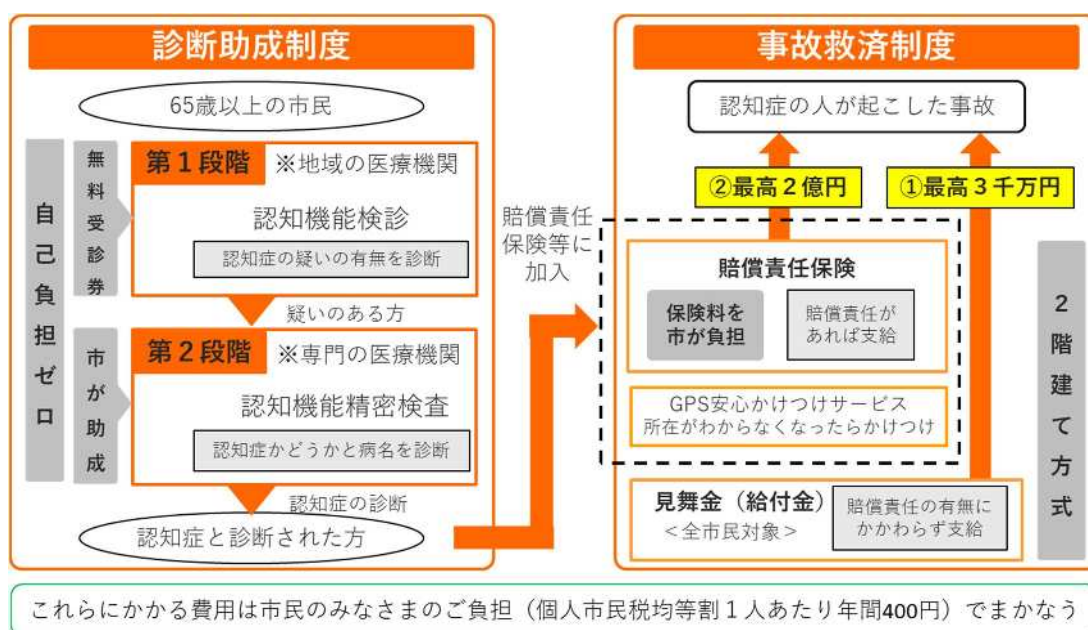 診断助成制度
65歳以上の市民
自己負担ゼロ
無料受診券
第1段階 ※地域の医療機関
認知機能検診
認知症の疑いの有無を診断
疑いのある方
市が助成
第2段階 ※専門の医療機関
認知機能精密検査
認知症かどうかと病名を診断
認知症の診断
認知症と診断された方
賠償責任
保険等に
加入
事故救済制度
認知症の人が起こした事故
②最高2億円
①最高3千万円
賠償責任保険
保険料を
市が負担
賠償責任が
あれば支給
GPS安心かけつけサービス
所在がわからなくなったらかけつけ
見舞金(給付金)
<全市民対象>
賠償責任の有無に
かかわらず支給
2階建て方式
これらにかかる費用は市民のみなさまのご負担(個人市民税均等割1人あたり年間400円)でまかなう